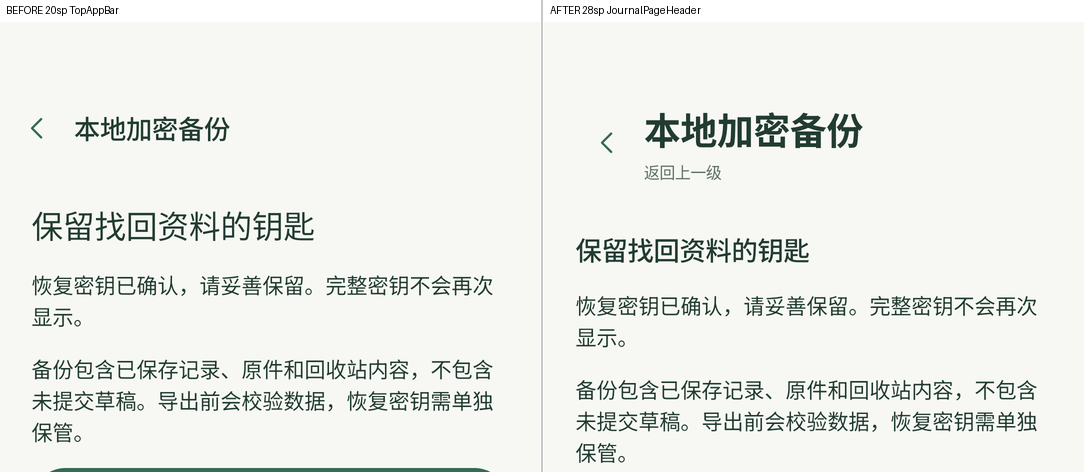 BEFORE 20sp TopAppBar
本地加密备份
保留找回资料的钥匙
恢复密钥已确认，请妥善保留。完整密钥不会再次
显示。
备份包含已保存记录、原件和回收站内容，不包含
未提交草稿。导出前会校验数据，恢复密钥需单独
保管。
AFTER 28sp JournalPageHeader
本地加密备份
返回上一级
保留找回资料的钥匙
恢复密钥已确认，请妥善保留。完整密钥不会再次
显示。
备份包含已保存记录、原件和回收站内容，不包含
未提交草稿。导出前会校验数据，恢复密钥需单独
保管。